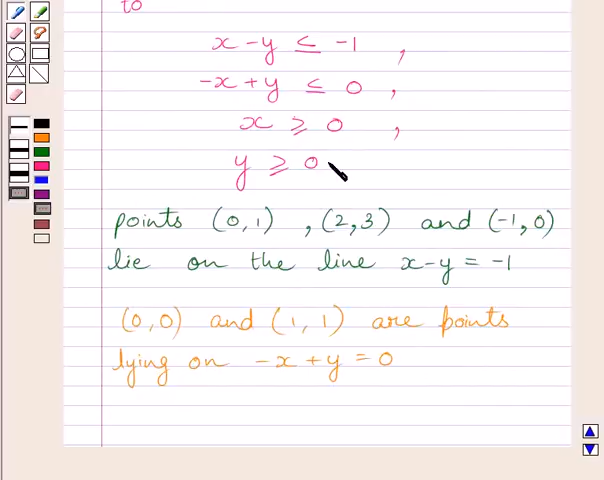 to
x - y ≤ -1 ,
-x + y ≤ 0 ,
x ≥ 0 ,
y ≥ 0
points (0,1) , (2,3) and (-1,0)
lie on the line x-y = -1
(0,0) and (1,1) are points
lying on -x + y = 0